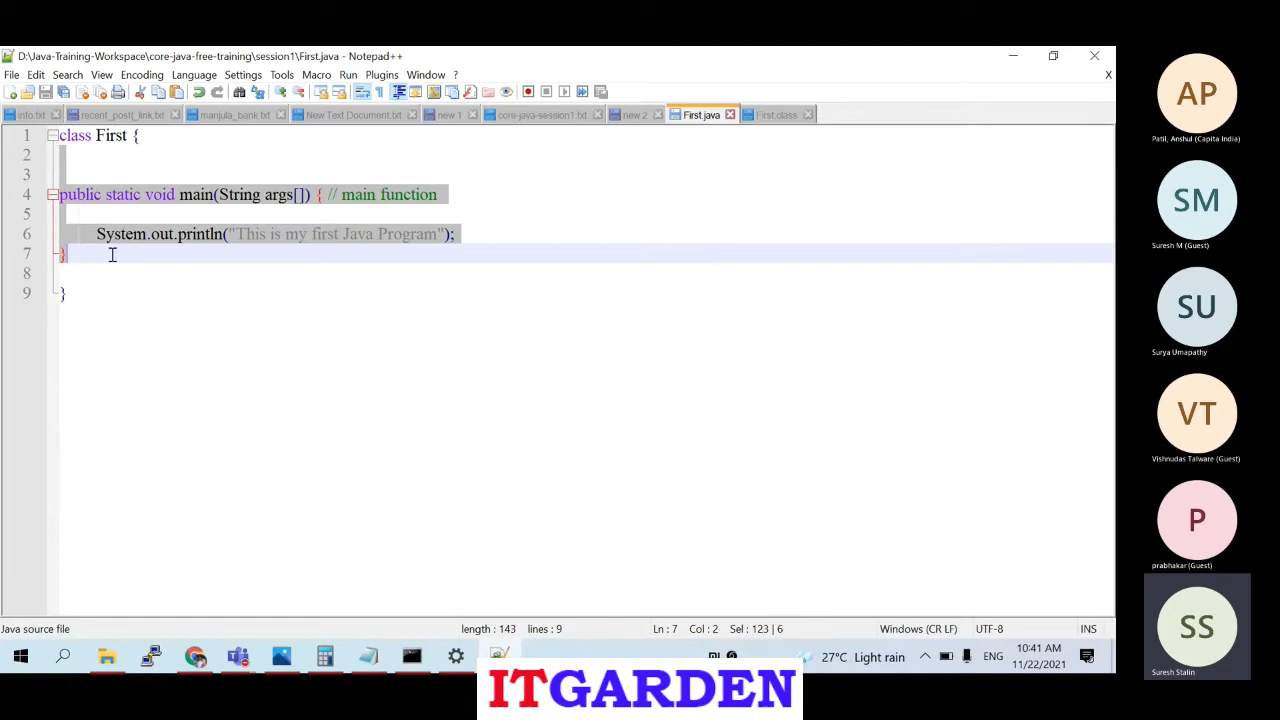 D:\Java-Training-Workspace\core-java-free-training\session1\First.java - Notepad++
File Edit Search View Encoding Language Settings Tools Macro Run Plugins Window ? X
info.txt recent_post(_link.txt manjula_bank.txt New Text Document.txt new 1 core-java-session1.txt new 2 First.java First.class
1 class First {
2
3
4 public static void main(String args[]) { // main function
5
6 System.out.println("This is my first Java Program");
7 }
8
9 }
Java source file length : 143 lines : 9 Ln : 7 Col : 2 Sel : 123 | 6 Windows (CR LF) UTF-8 INS
27°C Light rain ENG 10:41 AM
11/22/2021
ITGARDEN
AP
Patil, Anshul (Capita India)
SM
Suresh M (Guest)
SU
Surya Umapathy
VT
Vishnudas Talware (Guest)
P
prabhakar (Guest)
SS
Suresh Stalin